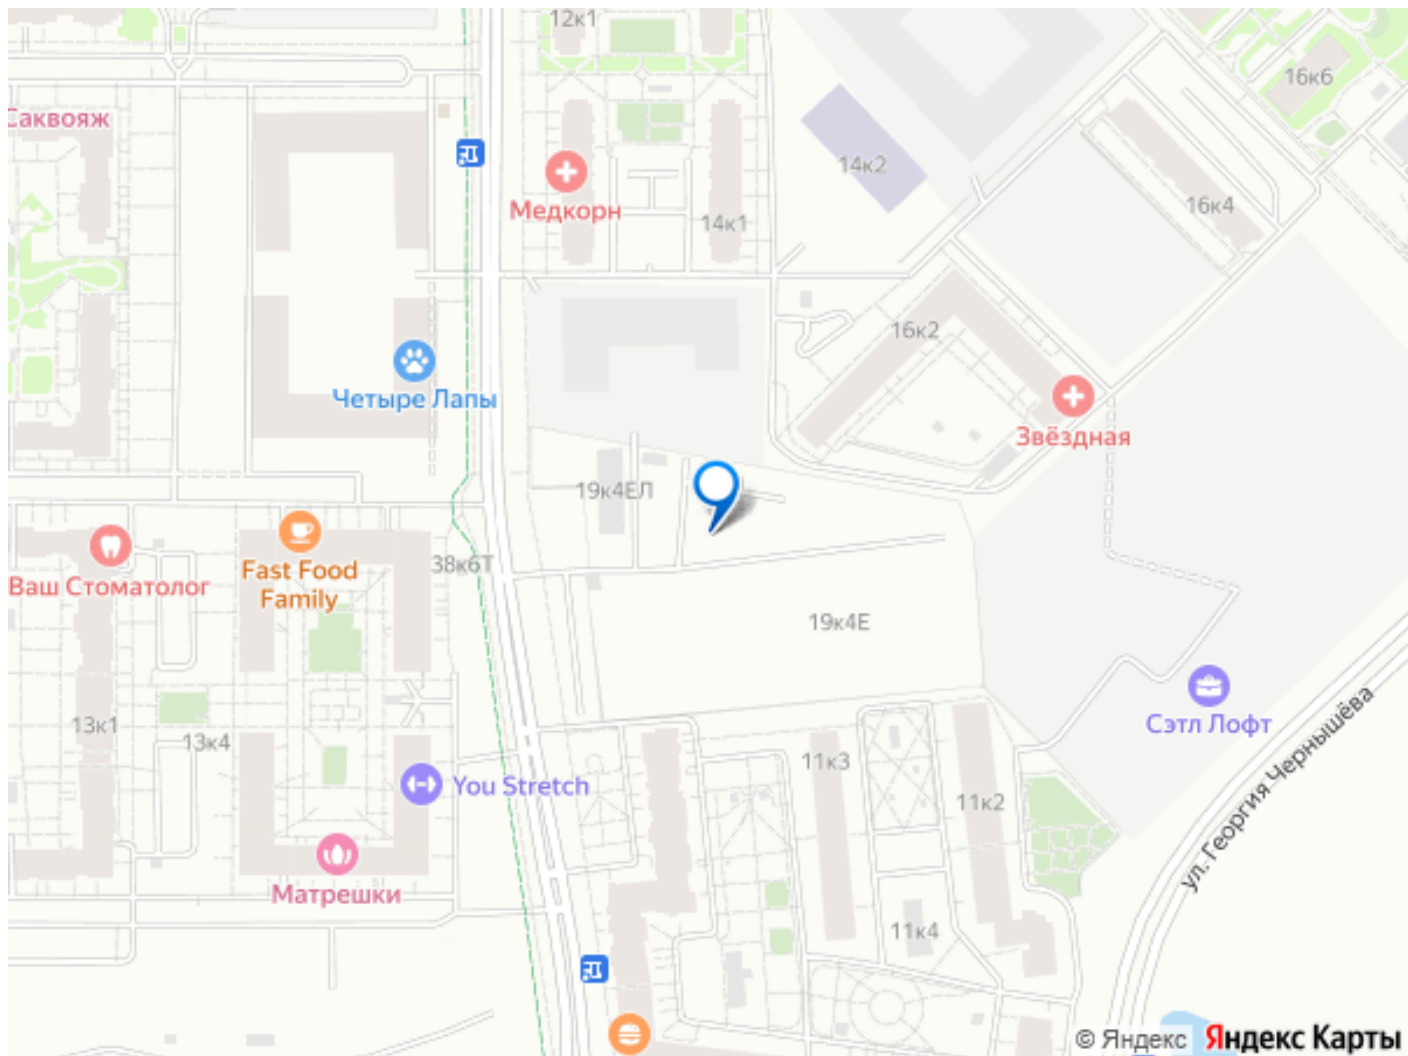 12к1
16к6
Саквояж
14к2
Медкорн
14к1
16к4
16к2
Четыре Лапы
Звёздная
19к4ЕЛ
38к6Т
Ваш Стоматолог
Fast Food
Family
19к4Е
13к1
13к4
Сэтл Лофт
ул. Георгия Чернышёва
11к3
You Stretch
11к2
Матрешки
11к4
© Яндекс Яндекс Карты